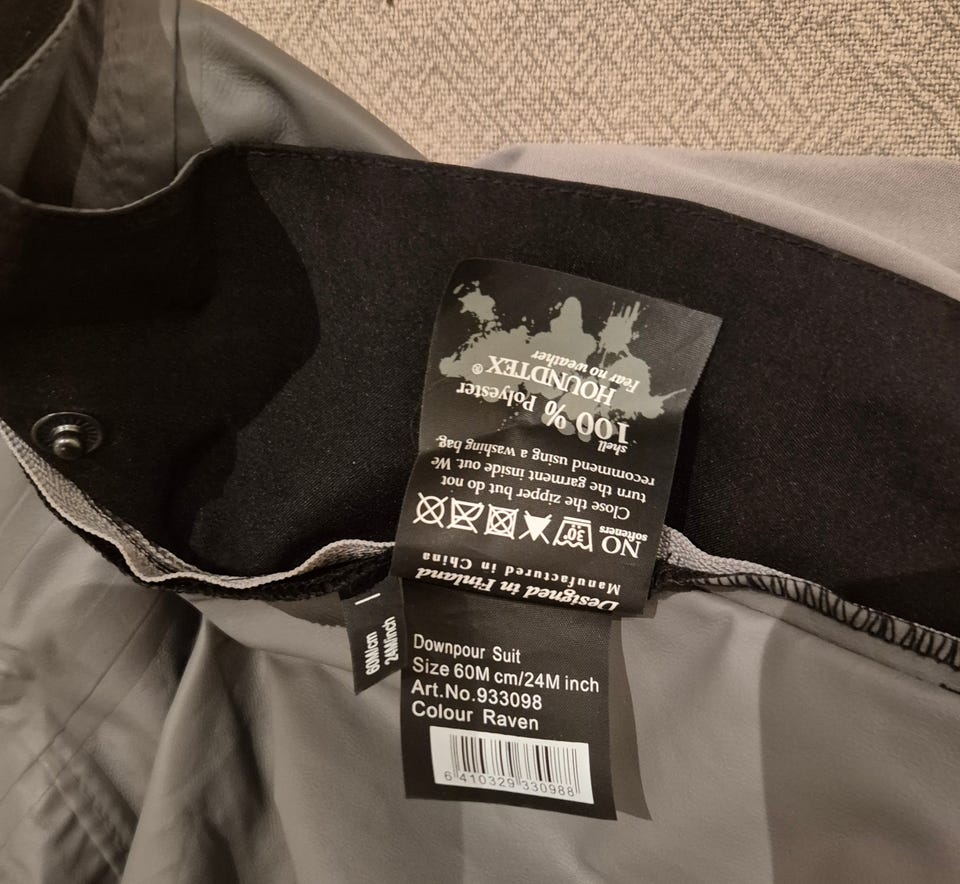 HOUNDTEX®
Fear no weather
100% Polyester
shell
recommend using a washing bag.
turn the garment inside out. We
Close the zipper but do not
NO
softeners
30°
Manufactured in China
Designed in Finland
60M/cm
24M/inch
Downpour Suit
Size 60M cm/24M inch
Art.No.933098
Colour Raven
6 410329 330988